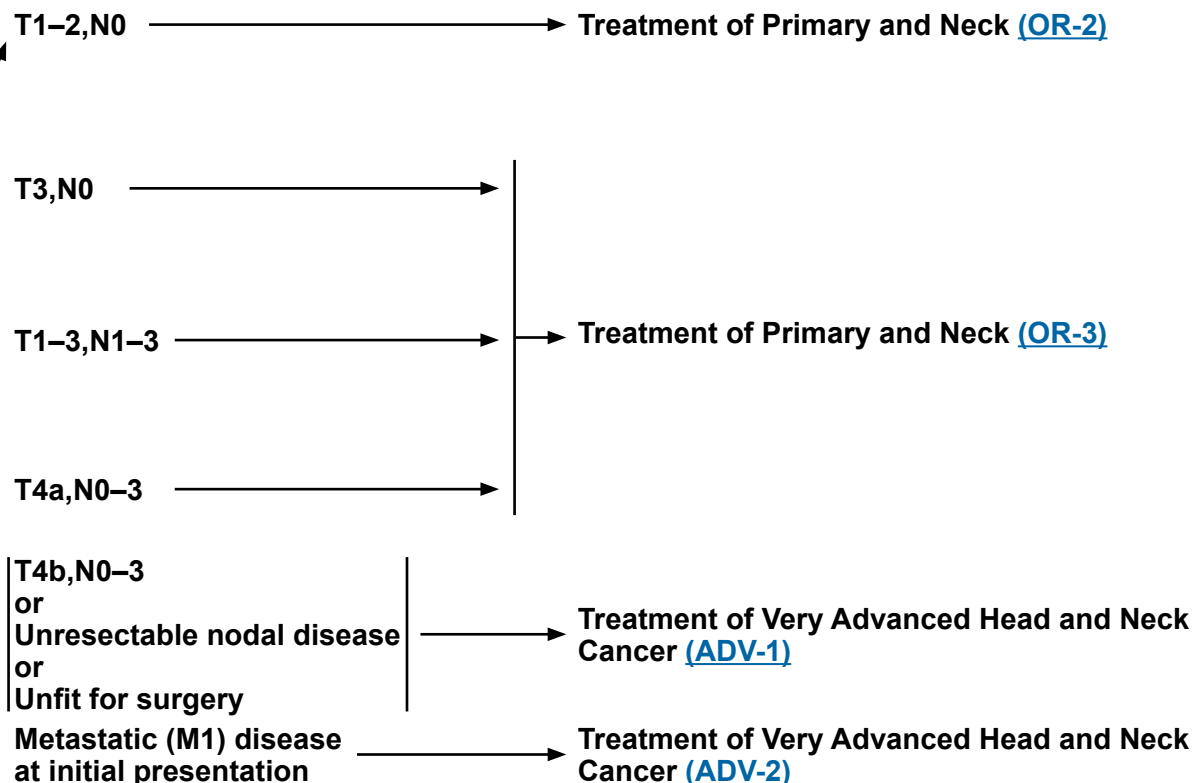 T1–2,N0
Treatment of Primary and Neck (OR-2)
T3,N0
T1–3,N1–3
Treatment of Primary and Neck (OR-3)
T4a,N0–3
T4b,N0–3
or
Unresectable nodal disease
or
Unfit for surgery
Treatment of Very Advanced Head and Neck
Cancer (ADV-1)
Metastatic (M1) disease
at initial presentation
Treatment of Very Advanced Head and Neck
Cancer (ADV-2)